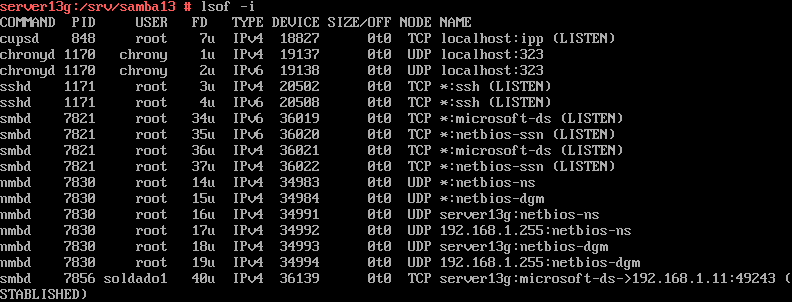 server13g:/srv/samba13 # lsof -i
COMMAND PID USER FD TYPE DEVICE SIZE/OFF NODE NAME
cupsd 848 root 7u IPv4 18827 0t0 TCP localhost:ipp (LISTEN)
chronyd 1170 chrony 1u IPv4 19137 0t0 UDP localhost:323
chronyd 1170 chrony 2u IPv6 19138 0t0 UDP localhost:323
sshd 1171 root 3u IPv4 20502 0t0 TCP *:ssh (LISTEN)
sshd 1171 root 4u IPv6 20508 0t0 TCP *:ssh (LISTEN)
smbd 7821 root 34u IPv6 36019 0t0 TCP *:microsoft-ds (LISTEN)
smbd 7821 root 35u IPv6 36020 0t0 TCP *:netbios-ssn (LISTEN)
smbd 7821 root 36u IPv4 36021 0t0 TCP *:microsoft-ds (LISTEN)
smbd 7821 root 37u IPv4 36022 0t0 TCP *:netbios-ssn (LISTEN)
nmbd 7830 root 14u IPv4 34983 0t0 UDP *:netbios-ns
nmbd 7830 root 15u IPv4 34984 0t0 UDP *:netbios-dgm
nmbd 7830 root 16u IPv4 34991 0t0 UDP server13g:netbios-ns
nmbd 7830 root 17u IPv4 34992 0t0 UDP 192.168.1.255:netbios-ns
nmbd 7830 root 18u IPv4 34993 0t0 UDP server13g:netbios-dgm
nmbd 7830 root 19u IPv4 34994 0t0 UDP 192.168.1.255:netbios-dgm
smbd 7856 soldado1 40u IPv4 36139 0t0 TCP server13g:microsoft-ds->192.168.1.11:49243 (
STABLISHED)